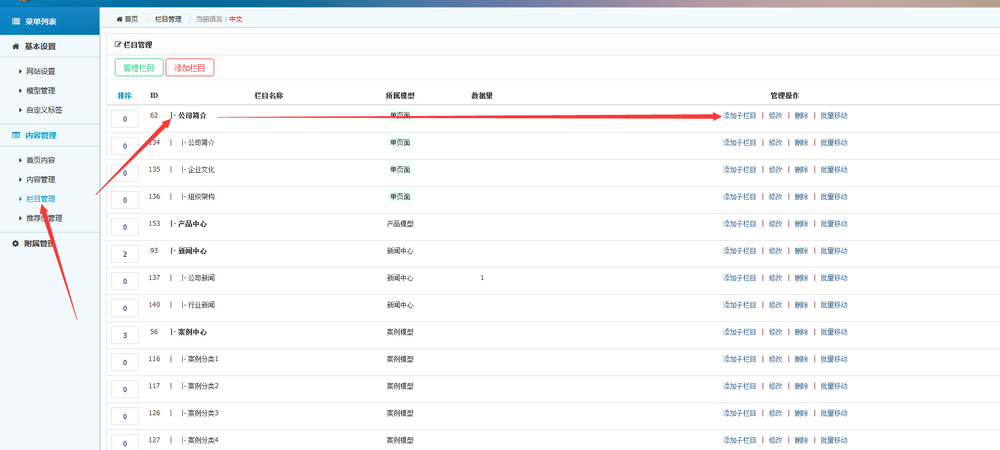 菜单列表
首页 / 栏目管理 / 当前语言：中文
基本设置
网站设置
模型管理
自定义标签
内容管理
首页内容
内容管理
栏目管理
推荐位管理
附属管理
栏目管理
管理栏目 添加栏目
排序 ID 栏目名称 所属模型 数据量 管理操作
0 62 |- 公司简介 单页面 添加子栏目 | 修改 | 删除 | 批量移动
0 134 | |- 公司简介 单页面 添加子栏目 | 修改 | 删除 | 批量移动
0 135 | |- 企业文化 单页面 添加子栏目 | 修改 | 删除 | 批量移动
0 136 | |- 组织架构 单页面 添加子栏目 | 修改 | 删除 | 批量移动
0 153 |- 产品中心 产品模型 添加子栏目 | 修改 | 删除 | 批量移动
2 93 |- 新闻中心 新闻中心 添加子栏目 | 修改 | 删除 | 批量移动
0 137 | |- 公司新闻 新闻中心 1 添加子栏目 | 修改 | 删除 | 批量移动
0 140 | |- 行业新闻 新闻中心 添加子栏目 | 修改 | 删除 | 批量移动
3 56 |- 案例中心 案例模型 添加子栏目 | 修改 | 删除 | 批量移动
0 116 | |- 案例分类1 案例模型 添加子栏目 | 修改 | 删除 | 批量移动
0 117 | |- 案例分类2 案例模型 添加子栏目 | 修改 | 删除 | 批量移动
0 126 | |- 案例分类3 案例模型 添加子栏目 | 修改 | 删除 | 批量移动
0 127 | |- 案例分类4 案例模型 添加子栏目 | 修改 | 删除 | 批量移动